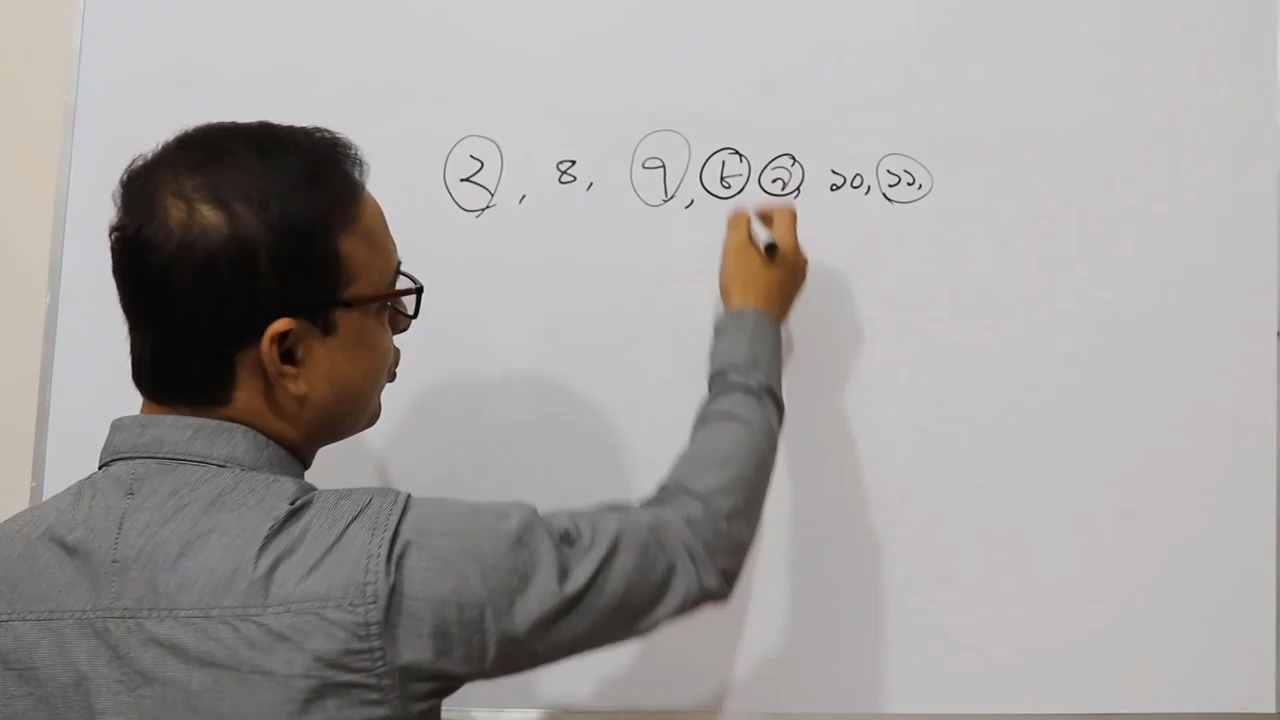 ২, ৪, ৭, ৮ ৯, ১০, ১১,